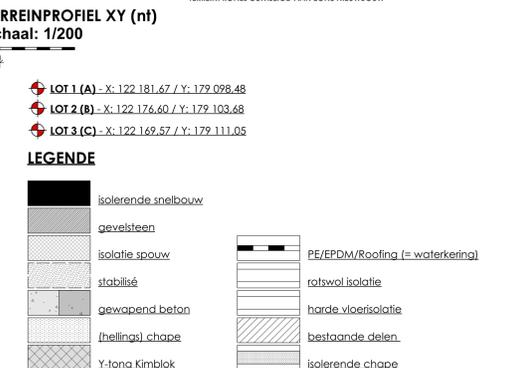 RREINPROFIEL XY (nt)
chaal: 1/200
LOT 1 (A) - X: 122 181,67 / Y: 179 098,48
LOT 2 (B) - X: 122 176,60 / Y: 179 103,68
LOT 3 (C) - X: 122 169,57 / Y: 179 111,05
LEGENDE
isolerende snelbouw
gevelsteen
isolatie spouw
stabilisé
gewapend beton
(hellings) chape
Y-tong Kimblok
PE/EPDM/Roofing (= waterkering)
rotswol isolatie
harde vloerisolatie
bestaande delen
isolerende chape